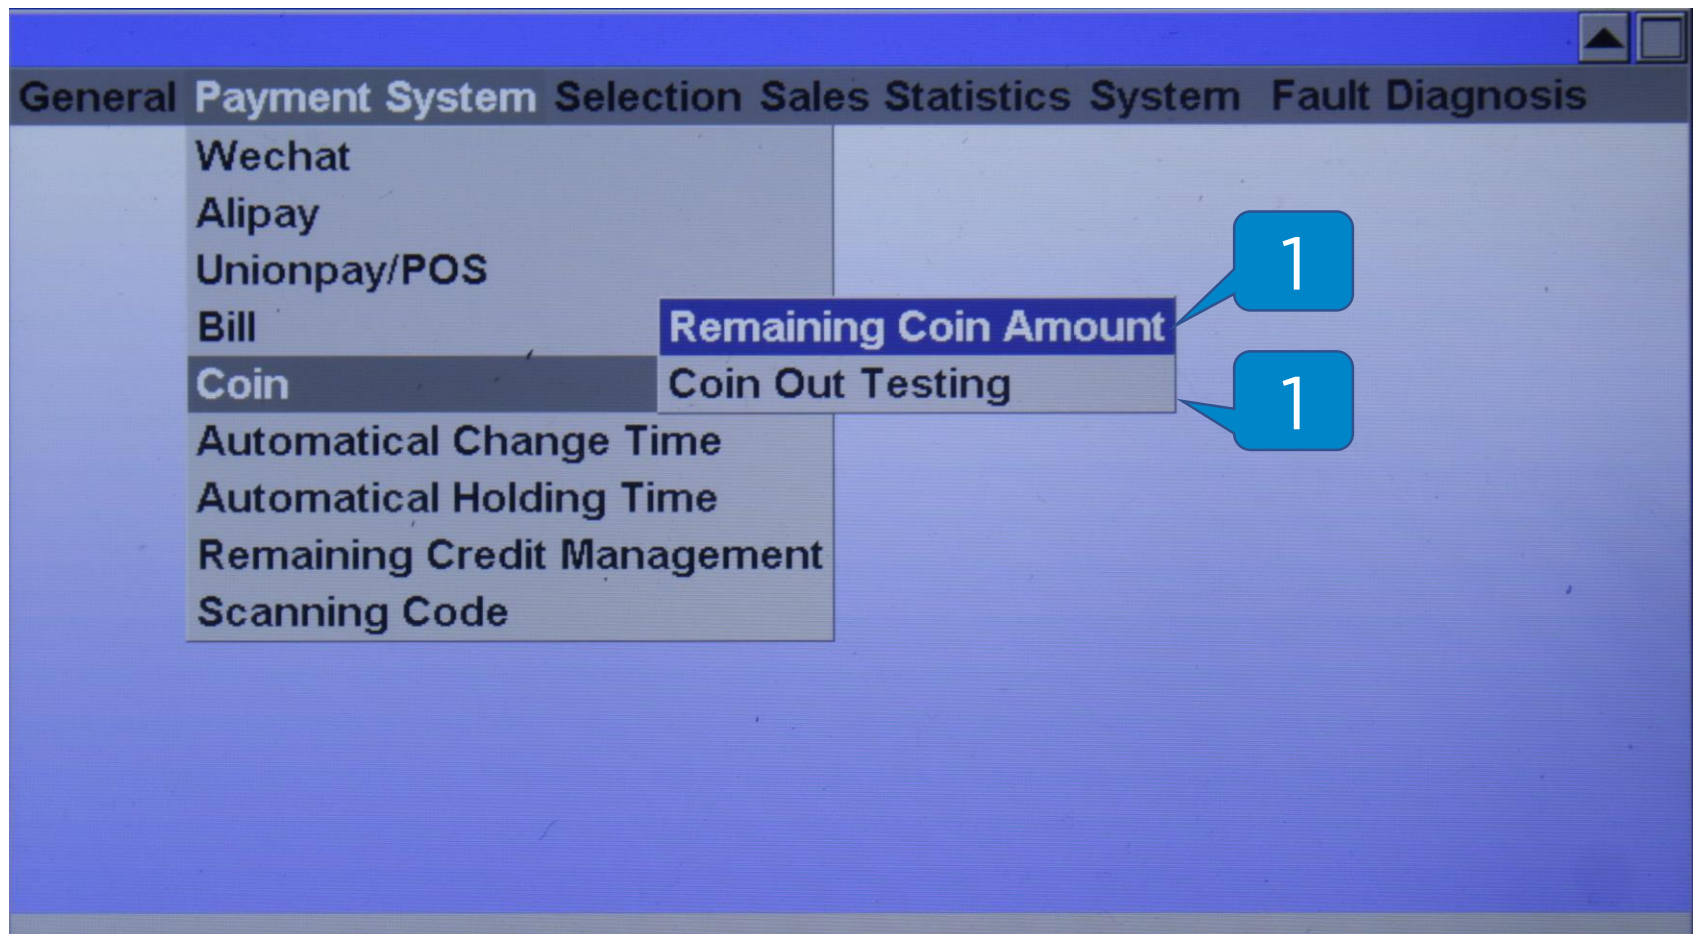 General Payment System Selection Sales Statistics System Fault Diagnosis
Wechat
Alipay
Unionpay/POS
Bill
Coin
Automatical Change Time
Automatical Holding Time
Remaining Credit Management
Scanning Code
Remaining Coin Amount
Coin Out Testing
1
1